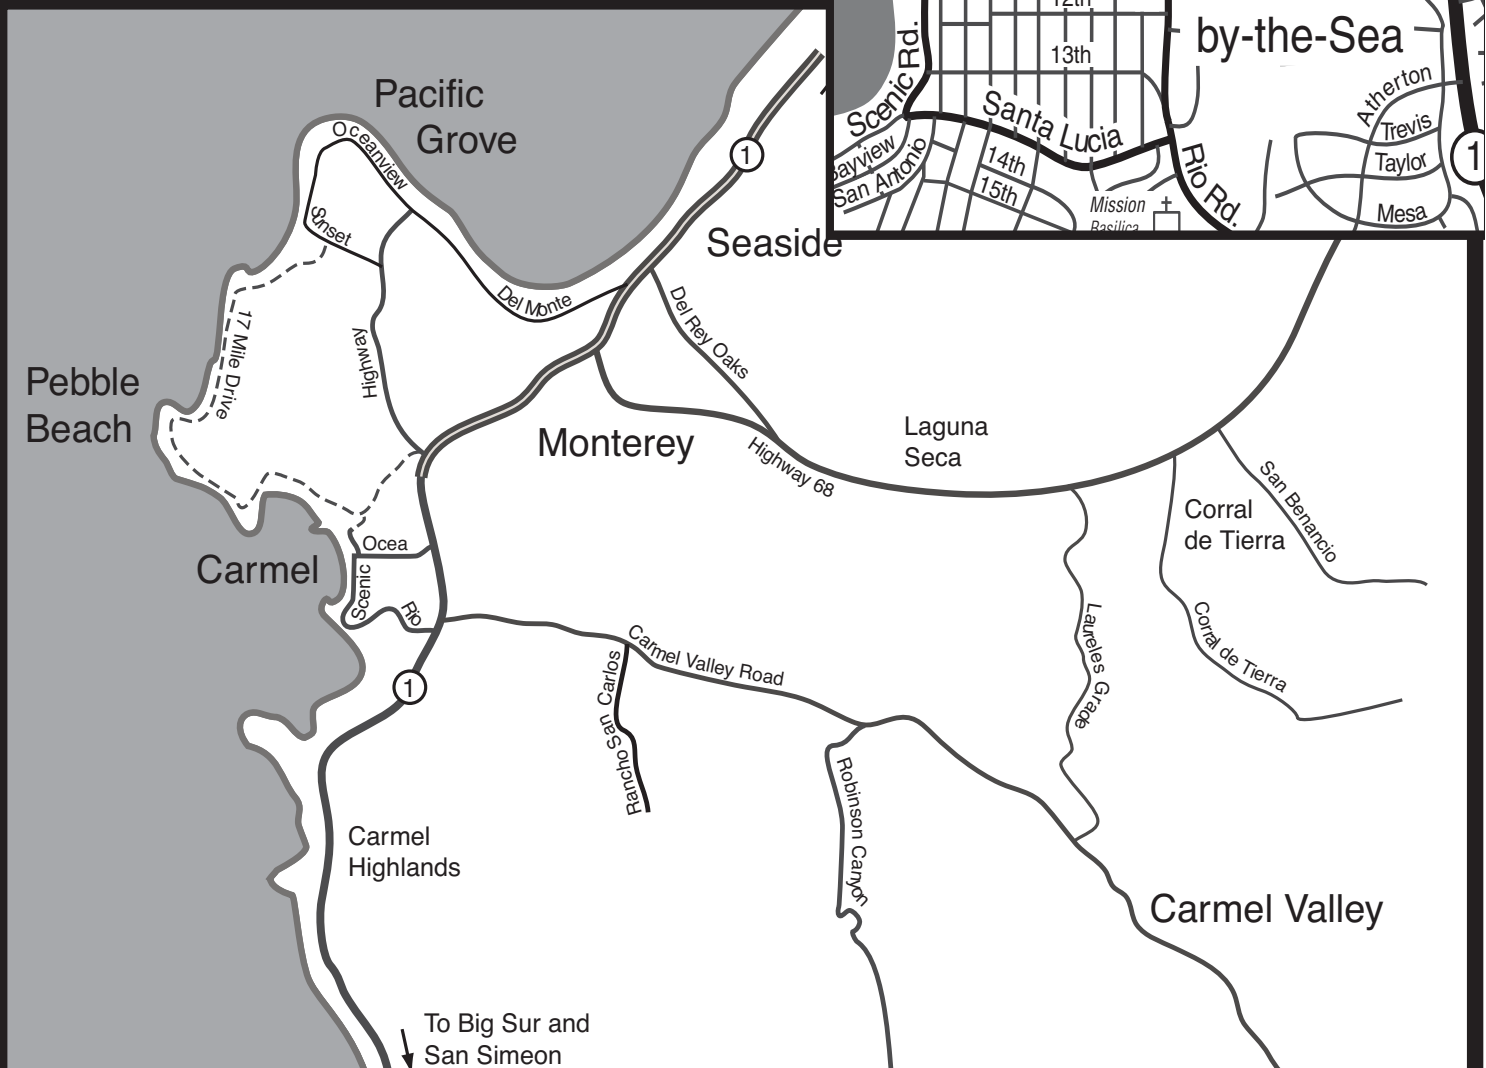 Pacific
Grove
Oceanview
Sunset
17 Mile Drive
Highway
Del Monte
1
Seaside
Del Rey Oaks
Pebble
Beach
Monterey
Highway 68
Laguna
Seca
San Benancio
Corral
de Tierra
Corral de Tierra
Laureles Grade
Carmel
Ocea
Scenic
Rio
1
Carmel Valley Road
Rancho San Carlos
Robinson Canyon
Carmel
Highlands
Carmel Valley
To Big Sur and
San Simeon
12th
by-the-Sea
Scenic Rd.
13th
Santa Lucia
Atherton
Trevis
Taylor
Mesa
1
Bayview
San Antonio
14th
15th
Rio Rd.
Mission
Basilica